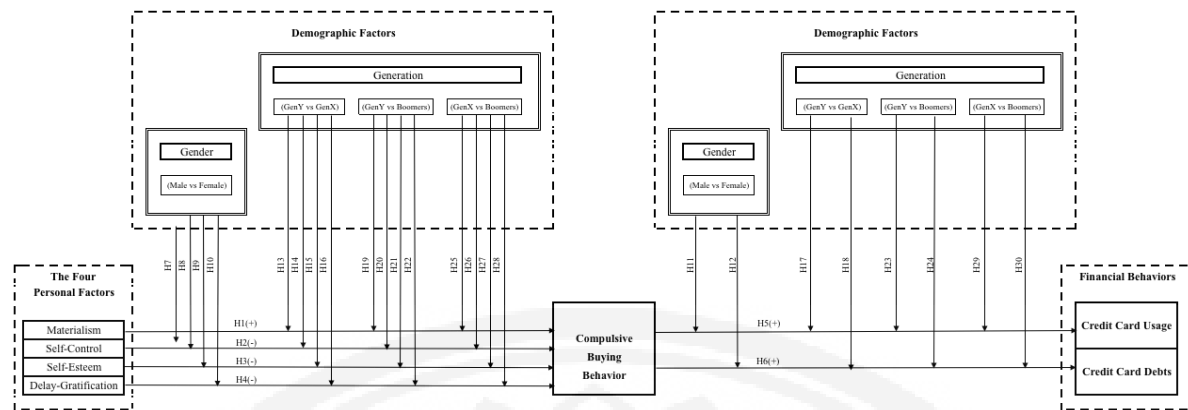 Demographic Factors
Generation
(GenY vs GenX)
(GenY vs Boomers)
(GenX vs Boomers)
Gender
(Male vs Female)
H7
H8
H9
H10
H13
H14
H15
H16
H19
H20
H21
H22
H25
H26
H27
H28
Demographic Factors
Generation
(GenY vs GenX)
(GenY vs Boomers)
(GenX vs Boomers)
Gender
(Male vs Female)
H11
H12
H17
H18
H23
H24
H29
H30
The Four
Personal Factors
Materialism
Self-Control
Self-Esteem
Delay-Gratification
H1(+)
H2(-)
H3(-)
H4(-)
Compulsive
Buying
Behavior
H5(+)
H6(+)
Financial Behaviors
Credit Card Usage
Credit Card Debts